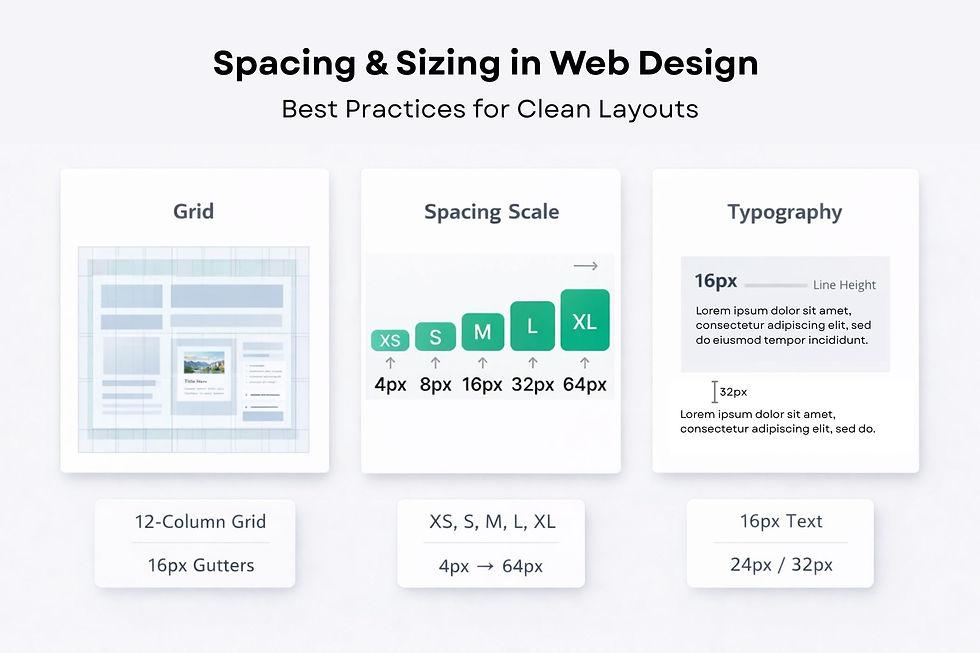 Spacing & Sizing in Web Design
Best Practices for Clean Layouts
Grid
Title Here
12-Column Grid
16px Gutters
Spacing Scale
→
XS S M L XL
4px 8px 16px 32px 64px
XS, S, M, L, XL
4px → 64px
Typography
16px Line Height
Lorem ipsum dolor sit amet,
consectetur adipiscing elit, sed
do eiusmod tempor incididunt.
32px
Lorem ipsum dolor sit amet,
consectetur adipiscing elit, sed do.
16px Text
24px / 32px